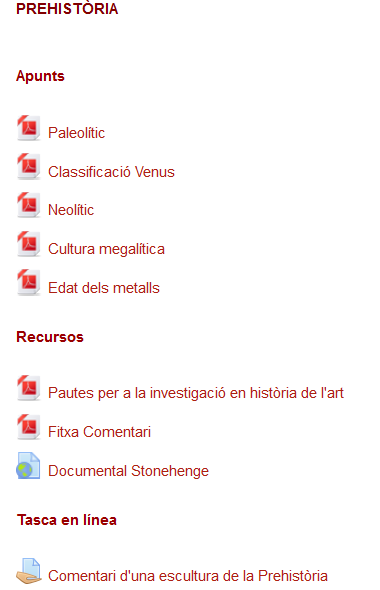 PREHISTÒRIA
Apunts
Paleolític
Classificació Venus
Neolític
Cultura megalítica
Edat dels metalls
Recursos
Pautes per a la investigació en història de l'art
Fitxa Comentari
Documental Stonehenge
Tasca en línea
Comentari d'una escultura de la Prehistòria